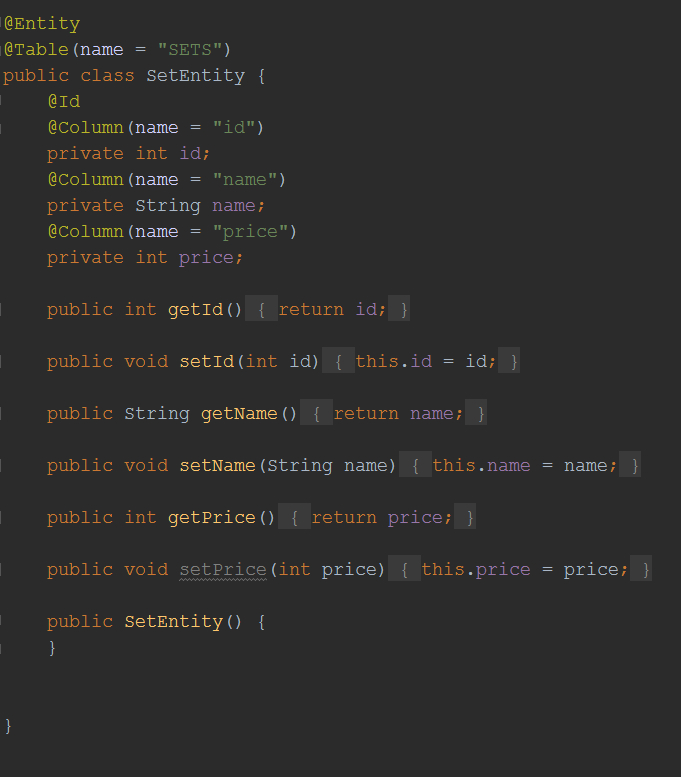 @Entity
@Table(name = "SETS")
public class SetEntity {
@Id
@Column(name = "id")
private int id;
@Column(name = "name")
private String name;
@Column(name = "price")
private int price;
public int getId() { return id; }
public void setId(int id) { this.id = id; }
public String getName() { return name; }
public void setName(String name) { this.name = name; }
public int getPrice() { return price; }
public void setPrice(int price) { this.price = price; }
public SetEntity() {
}
}